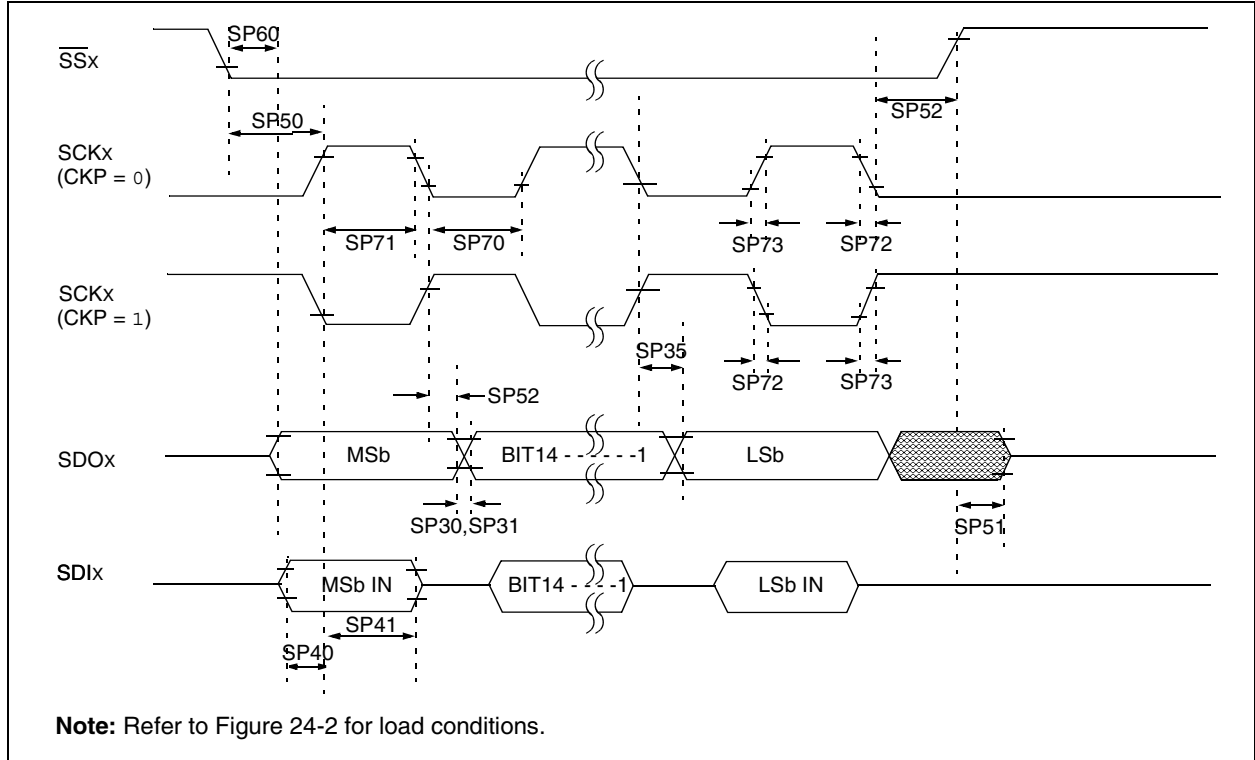 SP60
SSx
SP52
SP50
SCKx
(CKP = 0)
SP71
SP70
SP73
SP72
SCKx
(CKP = 1)
SP35
SP72
SP73
SP52
SDOx
MSb
BIT14 - - - - - -1
LSb
SP30,SP31
SP51
SDIx
MSb IN
BIT14 - - - -1
LSb IN
SP41
SP40
Note: Refer to Figure 24-2 for load conditions.